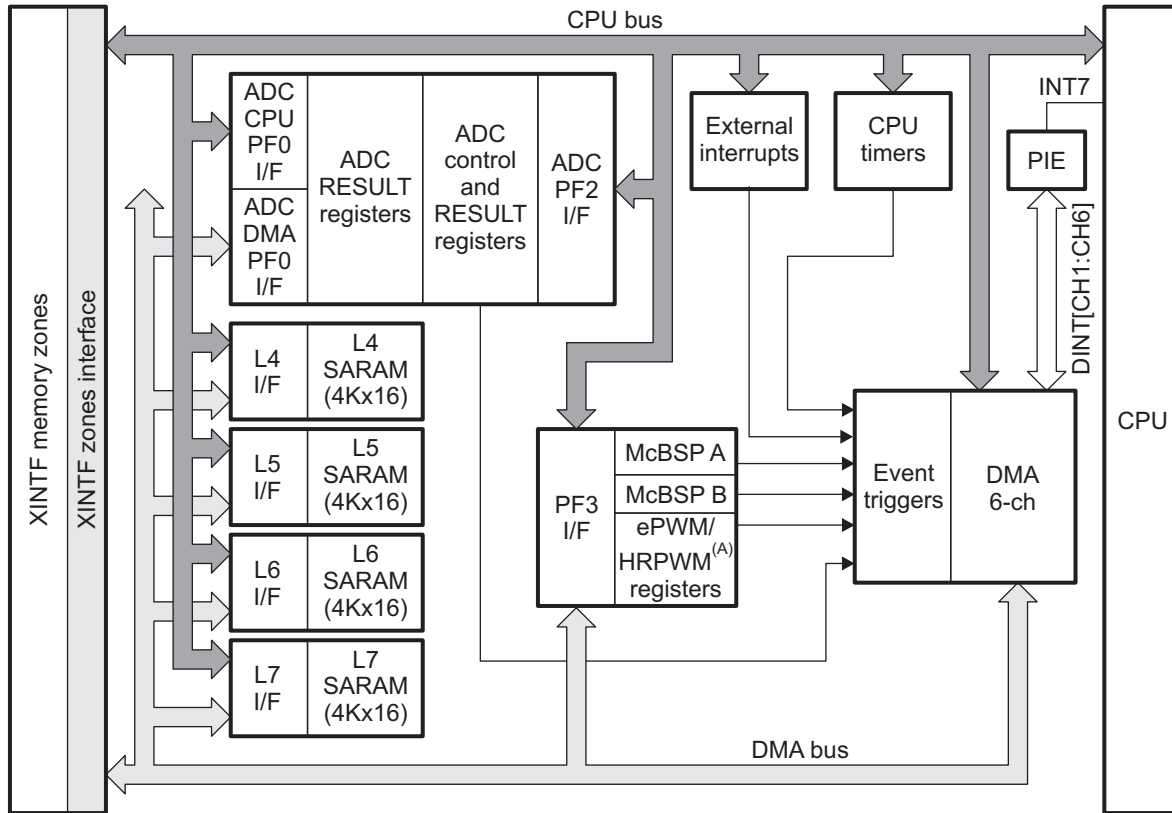 CPU bus
INT7
ADC
CPU
PF0
I/F
ADC
DMA
PF0
I/F
ADC
RESULT
registers
ADC
control
and
RESULT
registers
ADC
PF2
I/F
External
interrupts
CPU
timers
PIE
DINT[CH1:CH6]
XINTF memory zones
XINTF zones interface
L4
I/F
L4
SARAM
(4Kx16)
L5
I/F
L5
SARAM
(4Kx16)
L6
I/F
L6
SARAM
(4Kx16)
L7
I/F
L7
SARAM
(4Kx16)
PF3
I/F
McBSP A
McBSP B
ePWM/
HRPWM(A)
registers
Event
triggers
DMA
6-ch
CPU
DMA bus